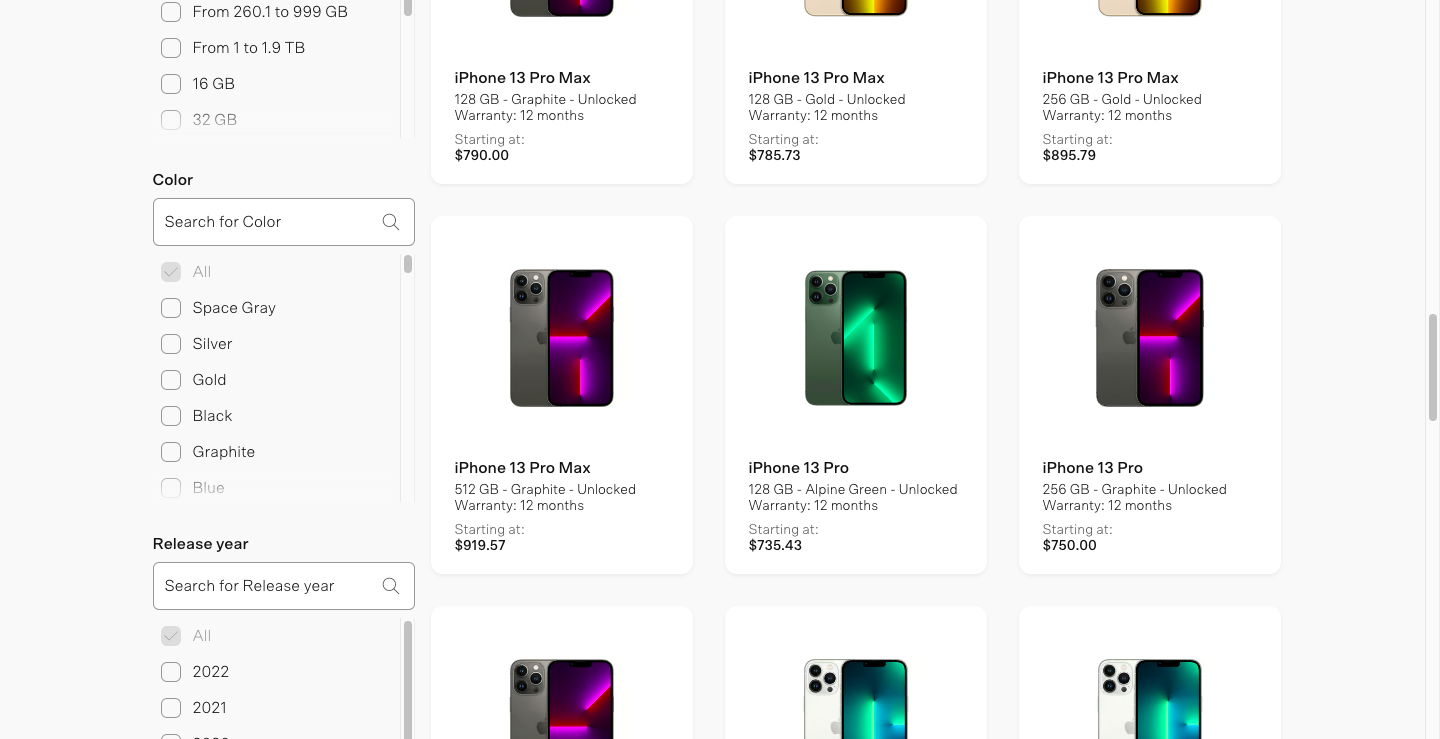 From 260.1 to 999 GB
From 1 to 1.9 TB
16 GB
32 GB
Color
Search for Color
All
Space Gray
Silver
Gold
Black
Graphite
Blue
Release year
Search for Release year
All
2022
2021
iPhone 13 Pro Max
128 GB - Graphite - Unlocked
Warranty: 12 months
Starting at:
$790.00
iPhone 13 Pro Max
128 GB - Gold - Unlocked
Warranty: 12 months
Starting at:
$785.73
iPhone 13 Pro Max
256 GB - Gold - Unlocked
Warranty: 12 months
Starting at:
$895.79
iPhone 13 Pro Max
512 GB - Graphite - Unlocked
Warranty: 12 months
Starting at:
$919.57
iPhone 13 Pro
128 GB - Alpine Green - Unlocked
Warranty: 12 months
Starting at:
$735.43
iPhone 13 Pro
256 GB - Graphite - Unlocked
Warranty: 12 months
Starting at:
$750.00